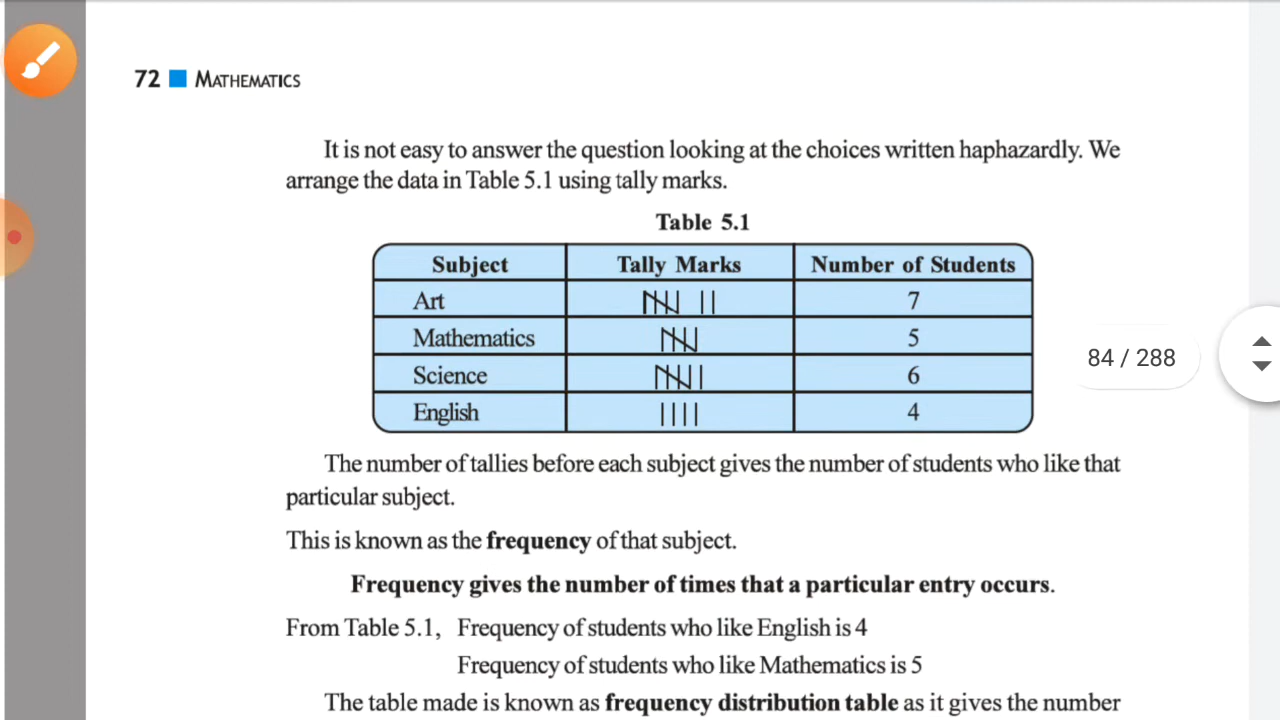 72 MATHEMATICS
It is not easy to answer the question looking at the choices written haphazardly. We
arrange the data in Table 5.1 using tally marks.
Table 5.1
Subject Tally Marks Number of Students
Art 7
Mathematics 5
Science 6
English 4
84 / 288
The number of tallies before each subject gives the number of students who like that
particular subject.
This is known as the frequency of that subject.
Frequency gives the number of times that a particular entry occurs.
From Table 5.1, Frequency of students who like English is 4
Frequency of students who like Mathematics is 5
The table made is known as frequency distribution table as it gives the number